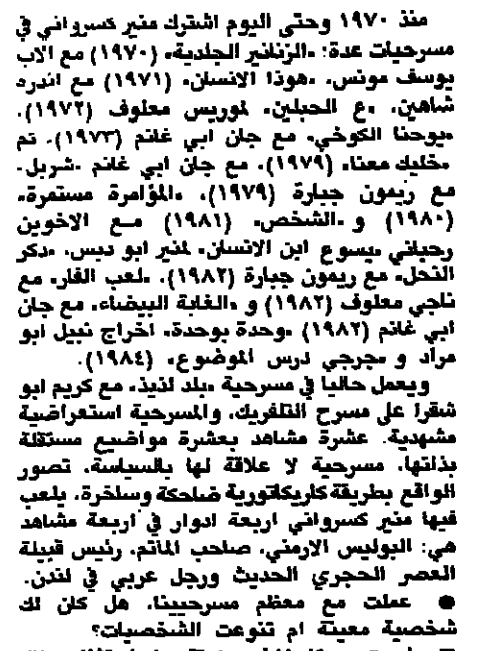 منذ ١٩٧٠ وحتى اليوم اشترك منير كسرواني في
مسرحيات عدة: «الزنانير الجلدية» (١٩٧٠) مع الاب
يوسف مونس. «هوذا الانسان» (١٩٧١) مع اندره
شاهين. «ع الحبلين» لموريس معلوف (١٩٧٢).
«يوحنا الكوخي» مع جان ابي غانم (١٩٧٣). تم
«خليك معنا» (١٩٧٩). مع جان ابي غانم «شربل»
مع ريمون جبارة (١٩٧٩). «المؤامرة مستمرة»
(١٩٨٠) و «الشخص» (١٩٨١) مع الاخوين
رحباني «يسوع ابن الانسان» لمنير ابو دبس، «ذكر
النحل» مع ريمون جبارة (١٩٨٢). «لعب الفار» مع
ناجي معلوف (١٩٨٢) و «الغابة البيضاء» مع جان
ابي غانم (١٩٨٢) «وحدة بوحدة» اخراج نبيل ابو
مراد و «جرجي درس الموضوع» (١٩٨٤).
ويعمل حاليا في مسرحية «بلد لذيذ» مع كريم ابو
شقرا على مسرح التلفريك. والمسرحية استعراضية
مشهدية. عشرة مشاهد بعشرة مواضيع مستقلة
بذاتها. مسرحية لا علاقة لها بالسياسة. تصور
الواقع بطريقة كاريكاتورية ضاحكة وساخرة. يلعب
فيها منير كسرواني اربعة ادوار في اربعة مشاهد
هي: البوليس الارمني. صاحب الماتم. رئيس قبيلة
العصر الحجري الحديث ورجل عربي في لندن.
● عملت مع معظم مسرحيينا. هل كان لك
شخصية معينة ام تنوعت الشخصيات؟